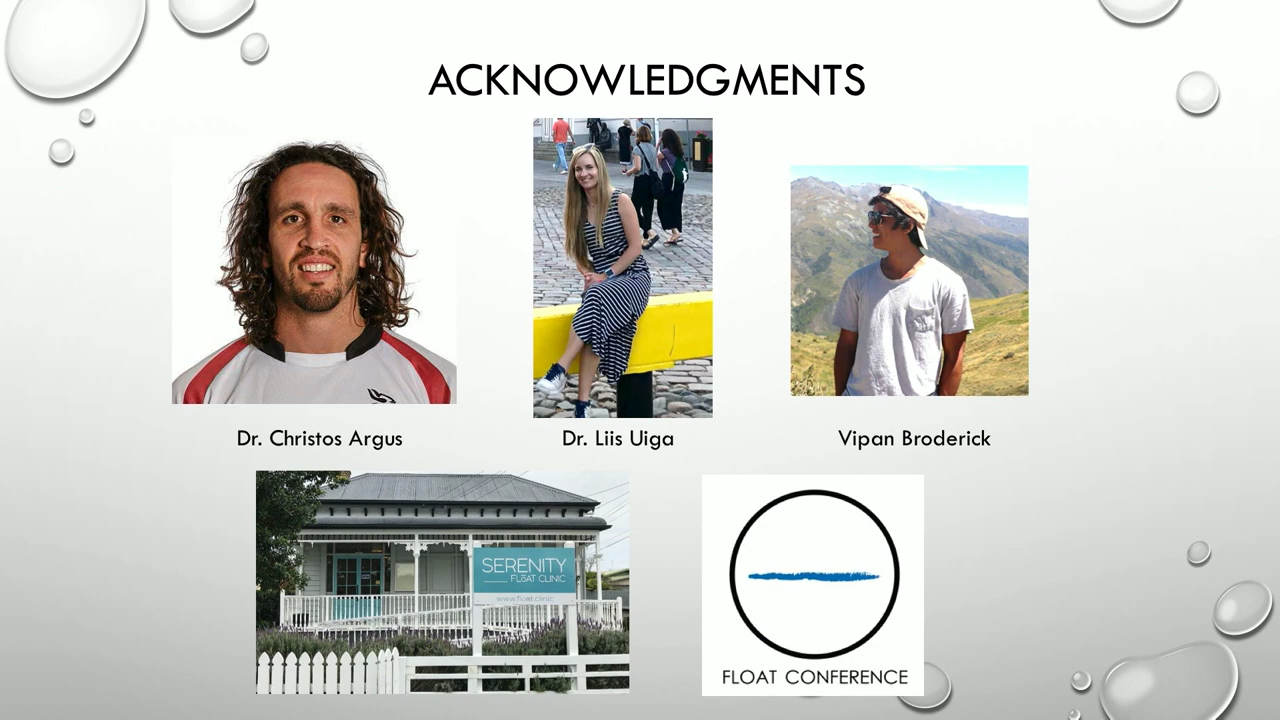 ACKNOWLEDGMENTS
Dr. Christos Argus
Dr. Liis Uiga
Vipan Broderick
SERENITY
FLOAT CLINIC
www.float.clinic
FLOAT CONFERENCE